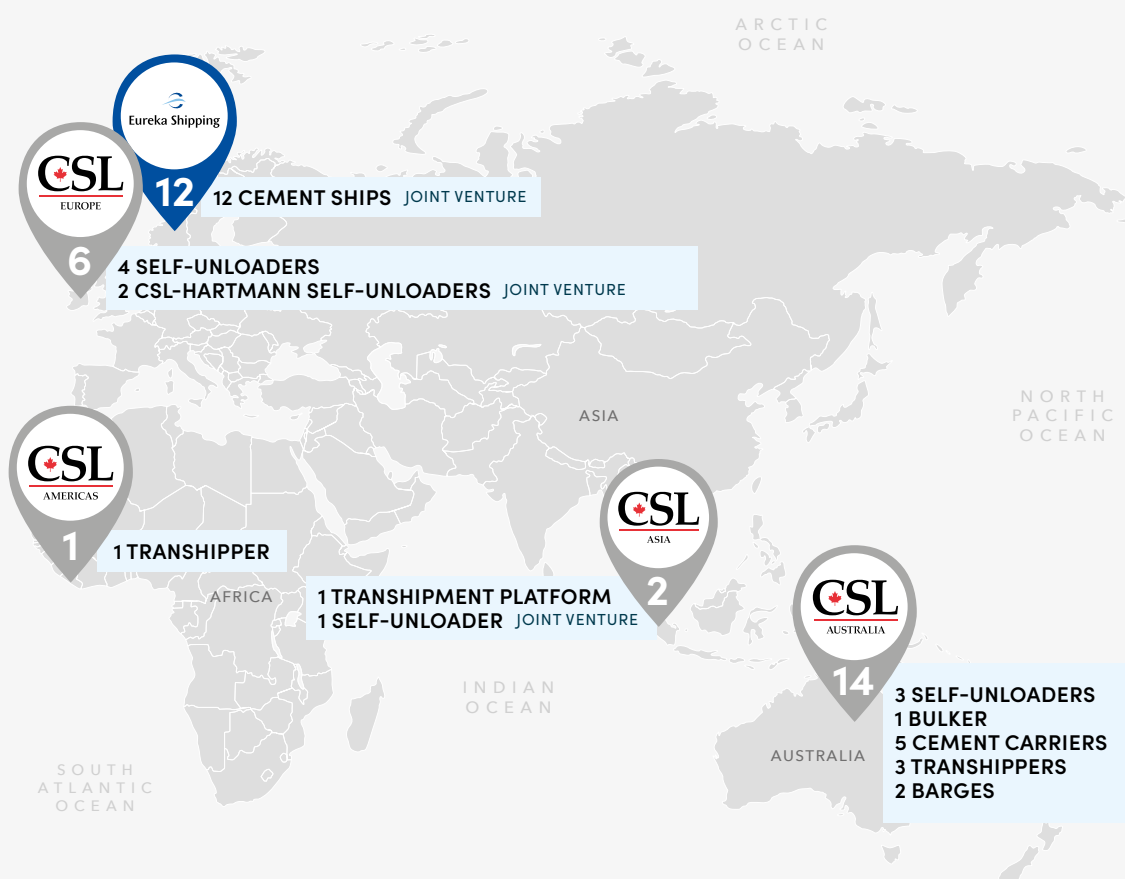 ARCTIC
OCEAN
Eureka Shipping
12
12 CEMENT SHIPS JOINT VENTURE
CSL
EUROPE
6
4 SELF-UNLOADERS
2 CSL-HARTMANN SELF-UNLOADERS JOINT VENTURE
NORTH
PACIFIC
OCEAN
ASIA
CSL
AMERICAS
1
1 TRANSHIPPER
AFRICA
CSL
ASIA
2
1 TRANSHIPMENT PLATFORM
1 SELF-UNLOADER JOINT VENTURE
CSL
AUSTRALIA
14
3 SELF-UNLOADERS
1 BULKER
5 CEMENT CARRIERS
3 TRANSHIPPERS
2 BARGES
INDIAN
OCEAN
AUSTRALIA
SOUTH
ATLANTIC
OCEAN